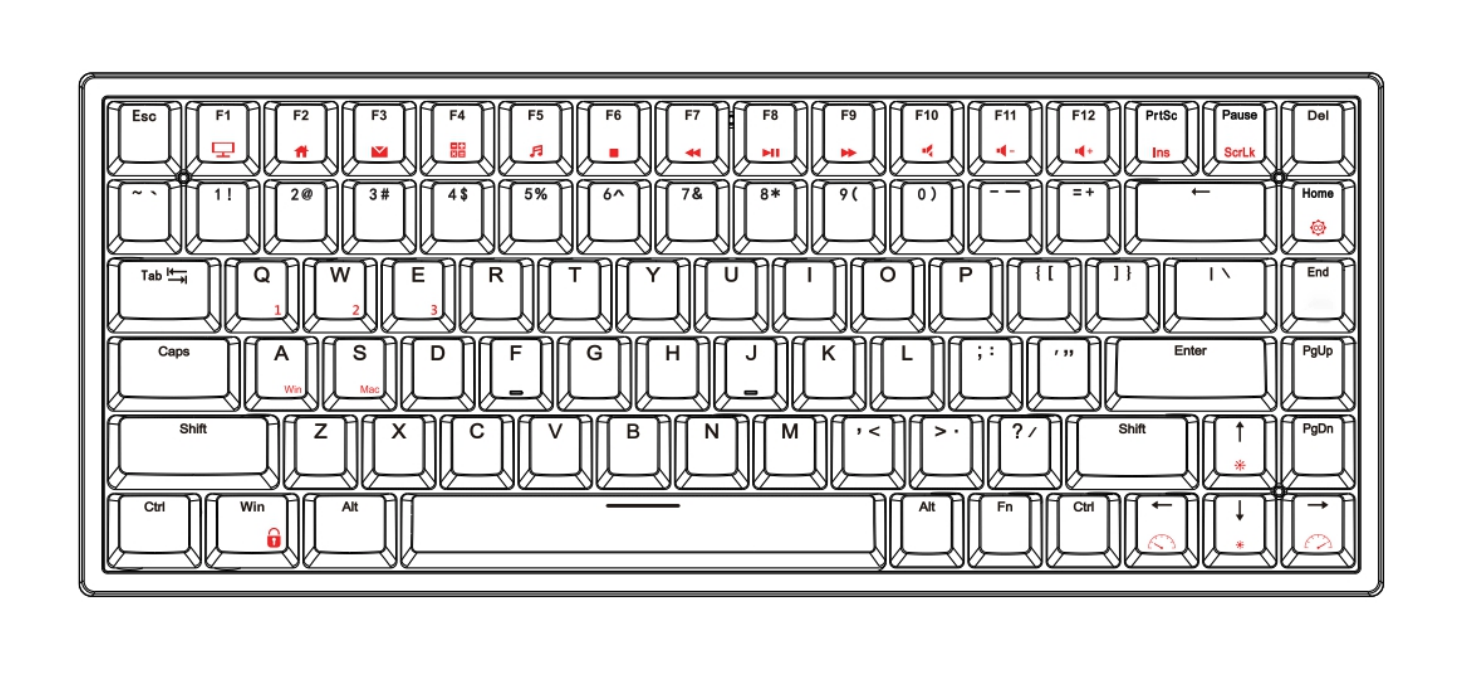 Esc F1 F2 F3 F4 F5 F6 F7 F8 F9 F10 F11 F12 PrtSc Pause Del
- + Ins ScrLk
~ ` 1! 2@ 3# 4$ 5% 6^ 7& 8* 9( 0) - — =+ ← Home
Tab Q W E R T Y U I O P {[ ]} | \ End
1 2 3
Caps A S D F G H J K L ;: '" Enter PgUp
Win Mac
Shift Z X C V B N M ,< >. ?/ Shift ↑ PgDn
Ctrl Win Alt Alt Fn Ctrl ← ↓ →